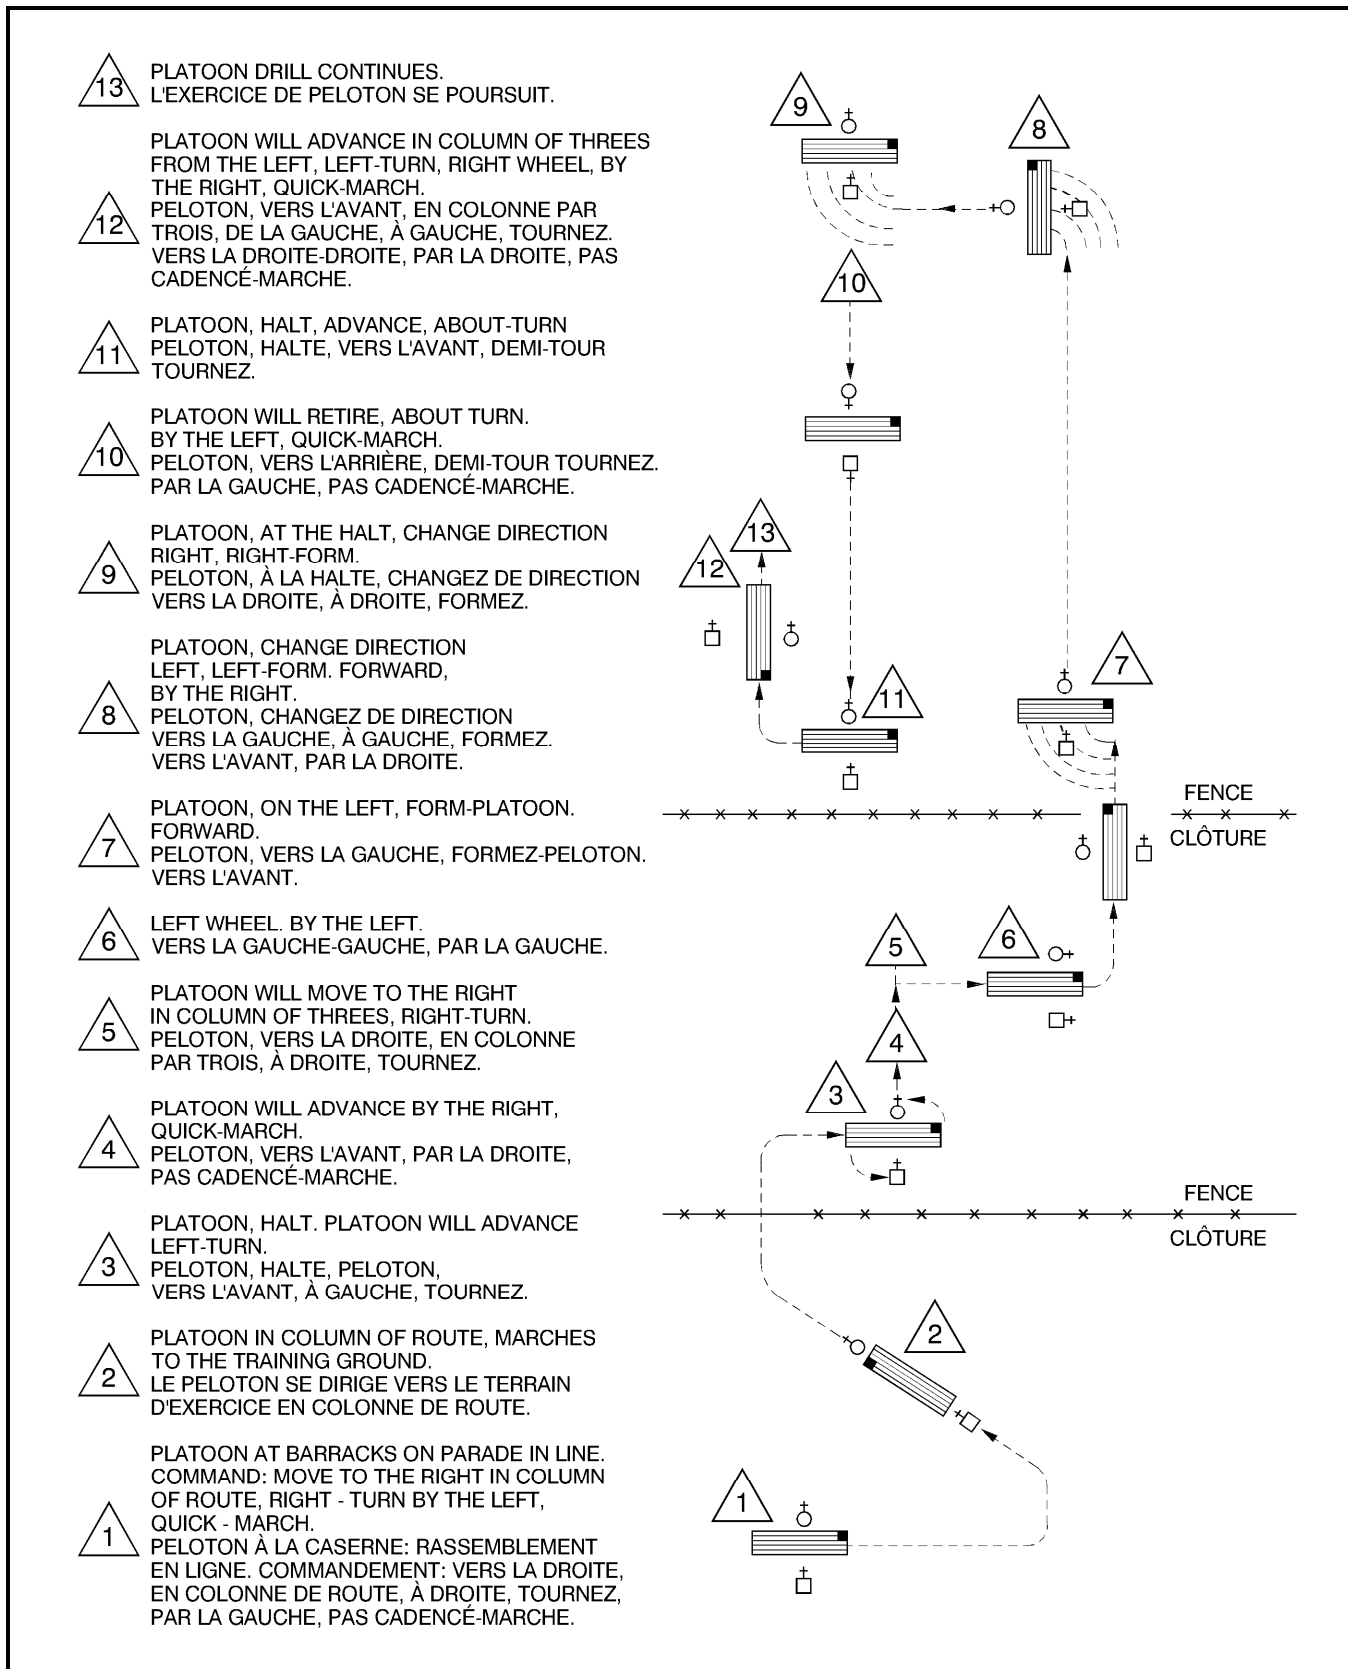 13
PLATOON DRILL CONTINUES.
L'EXERCICE DE PELOTON SE POURSUIT.
12
PLATOON WILL ADVANCE IN COLUMN OF THREES
FROM THE LEFT, LEFT-TURN, RIGHT WHEEL, BY
THE RIGHT, QUICK-MARCH.
PELOTON, VERS L'AVANT, EN COLONNE PAR
TROIS, DE LA GAUCHE, À GAUCHE, TOURNEZ.
VERS LA DROITE-DROITE, PAR LA DROITE, PAS
CADENCÉ-MARCHE.
11
PLATOON, HALT, ADVANCE, ABOUT-TURN
PELOTON, HALTE, VERS L'AVANT, DEMI-TOUR
TOURNEZ.
10
PLATOON WILL RETIRE, ABOUT TURN.
BY THE LEFT, QUICK-MARCH.
PELOTON, VERS L'ARRIÈRE, DEMI-TOUR TOURNEZ.
PAR LA GAUCHE, PAS CADENCÉ-MARCHE.
9
PLATOON, AT THE HALT, CHANGE DIRECTION
RIGHT, RIGHT-FORM.
PELOTON, À LA HALTE, CHANGEZ DE DIRECTION
VERS LA DROITE, À DROITE, FORMEZ.
8
PLATOON, CHANGE DIRECTION
LEFT, LEFT-FORM. FORWARD,
BY THE RIGHT.
PELOTON, CHANGEZ DE DIRECTION
VERS LA GAUCHE, À GAUCHE, FORMEZ.
VERS L'AVANT, PAR LA DROITE.
7
PLATOON, ON THE LEFT, FORM-PLATOON.
FORWARD.
PELOTON, VERS LA GAUCHE, FORMEZ-PELOTON.
VERS L'AVANT.
6
LEFT WHEEL. BY THE LEFT.
VERS LA GAUCHE-GAUCHE, PAR LA GAUCHE.
5
PLATOON WILL MOVE TO THE RIGHT
IN COLUMN OF THREES, RIGHT-TURN.
PELOTON, VERS LA DROITE, EN COLONNE
PAR TROIS, À DROITE, TOURNEZ.
4
PLATOON WILL ADVANCE BY THE RIGHT,
QUICK-MARCH.
PELOTON, VERS L'AVANT, PAR LA DROITE,
PAS CADENCÉ-MARCHE.
3
PLATOON, HALT. PLATOON WILL ADVANCE
LEFT-TURN.
PELOTON, HALTE, PELOTON,
VERS L'AVANT, À GAUCHE, TOURNEZ.
2
PLATOON IN COLUMN OF ROUTE, MARCHES
TO THE TRAINING GROUND.
LE PELOTON SE DIRIGE VERS LE TERRAIN
D'EXERCICE EN COLONNE DE ROUTE.
1
PLATOON AT BARRACKS ON PARADE IN LINE.
COMMAND: MOVE TO THE RIGHT IN COLUMN
OF ROUTE, RIGHT - TURN BY THE LEFT,
QUICK - MARCH.
PELOTON À LA CASERNE: RASSEMBLEMENT
EN LIGNE. COMMANDEMENT: VERS LA DROITE,
EN COLONNE DE ROUTE, À DROITE, TOURNEZ,
PAR LA GAUCHE, PAS CADENCÉ-MARCHE.
9
8
10
13
12
7
11
FENCE
CLÔTURE
5
6
4
3
FENCE
CLÔTURE
2
1